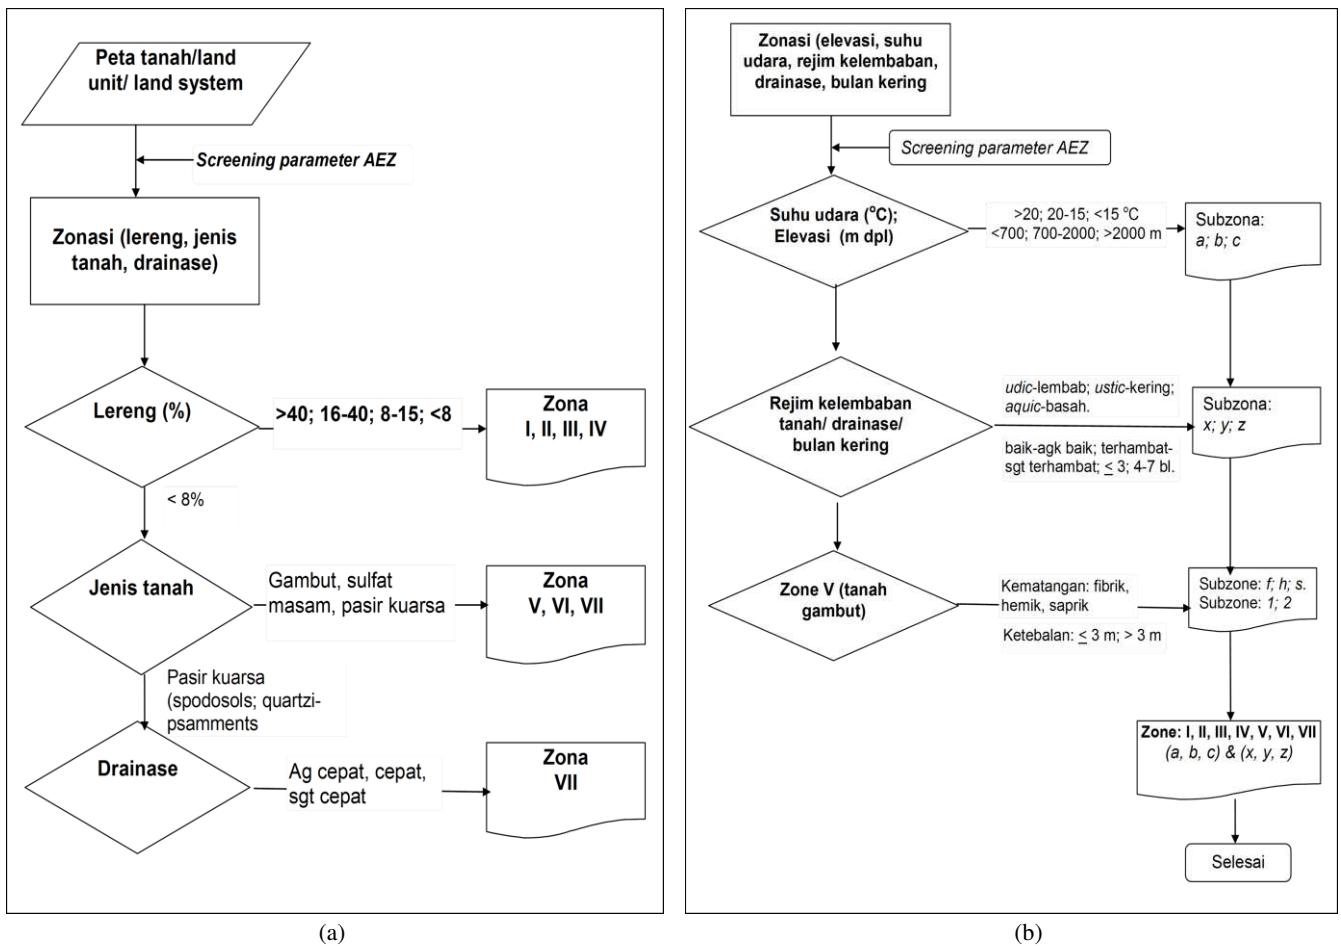 Peta tanah/land
unit/ land system
Screening parameter AEZ
Zonasi (lereng, jenis
tanah, drainase)
Lereng (%)
>40; 16-40; 8-15; <8
Zona
I, II, III, IV
< 8%
Jenis tanah
Gambut, sulfat
masam, pasir kuarsa
Zona
V, VI, VII
Pasir kuarsa
(spodosols; quartzi-
psamments
Drainase
Ag cepat, cepat,
sgt cepat
Zona
VII
(a)
Zonasi (elevasi, suhu
udara, rejim kelembaban,
drainase, bulan kering
Screening parameter AEZ
Suhu udara (°C);
Elevasi (m dpl)
>20; 20-15; <15 °C
<700; 700-2000; >2000 m
Subzona:
a; b; c
Rejim kelembaban
tanah/ drainase/
bulan kering
udic-lembab; ustic-kering;
aquic-basah.
baik-agk baik; terhambat-
sgt terhambat; ≤ 3; 4-7 bl.
Subzona:
x; y; z
Zone V (tanah
gambut)
Kematangan: fibrik,
hemik, saprik
Ketebalan: ≤ 3 m; > 3 m
Subzone: f; h; s.
Subzone: 1; 2
Zone: I, II, III, IV, V, VI, VII
(a, b, c) & (x, y, z)
Selesai
(b)